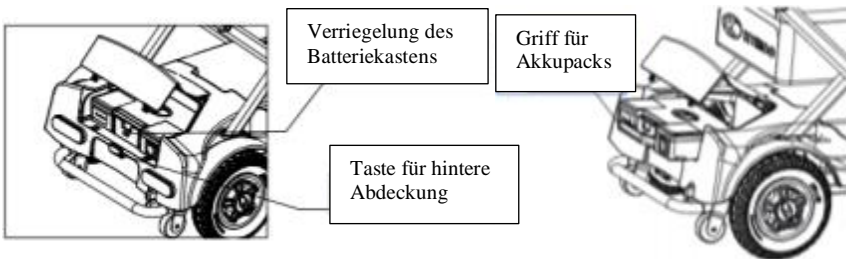 Verriegelung des
Batteriekastens
Griff für
Akkupacks
Taste für hintere
Abdeckung